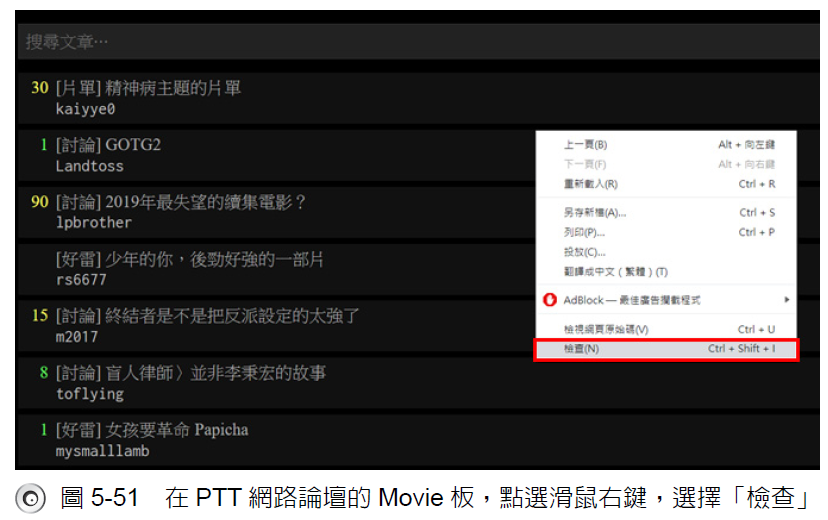 搜尋文章…
30 [片單] 精神病主題的片單
kaiyye0
1 [討論] GOTG2
Landtoss
90 [討論] 2019年最失望的續集電影？
lpbrother
[好雷] 少年的你，後勁好強的一部片
rs6677
15 [討論] 終結者是不是把反派設定的太強了
m2017
8 [討論] 盲人律師〉並非李秉宏的故事
toflying
1 [好雷] 女孩要革命 Papicha
mysmalllamb
上一頁(B) Alt + 向左鍵
下一頁(F) Alt + 向右鍵
重新載入(R) Ctrl + R
另存新檔(A)... Ctrl + S
列印(P)... Ctrl + P
投放(C)...
翻譯成中文 ( 繁體 ) (T)
AdBlock — 最佳廣告攔截程式
檢視網頁原始碼(V) Ctrl + U
檢查(N) Ctrl + Shift + I
圖 5-51 在 PTT 網路論壇的 Movie 板，點選滑鼠右鍵，選擇「檢查」